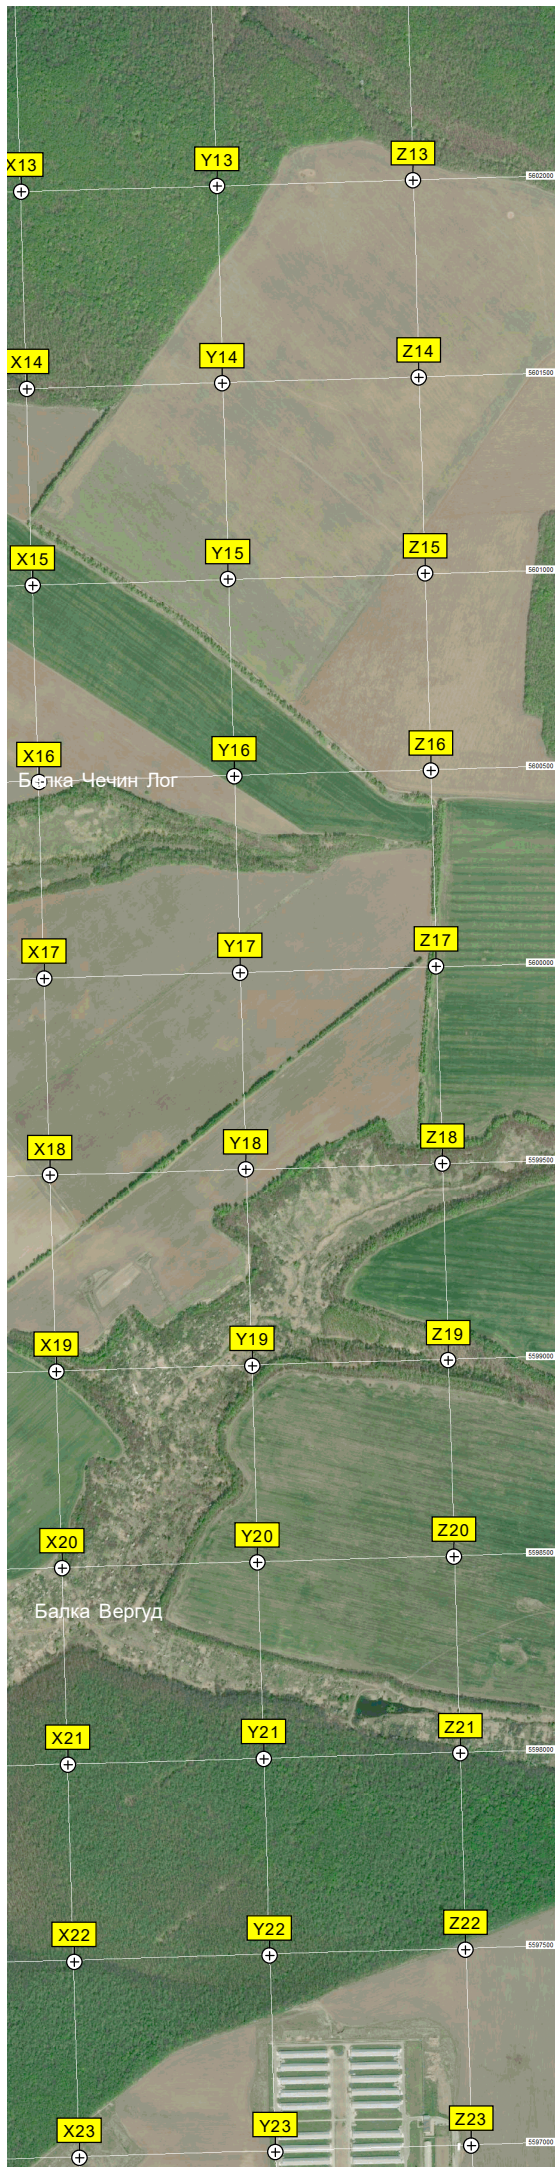 X13 Y13 Z13
5602000
X14 Y14 Z14
5601500
X15 Y15 Z15
5601000
X16 Y16 Z16
5600500
Балка Чечин Лог
X17 Y17 Z17
5600000
X18 Y18 Z18
5599500
X19 Y19 Z19
5599000
X20 Y20 Z20
5598500
Балка Вергуд
X21 Y21 Z21
5598000
X22 Y22 Z22
5597500
X23 Y23 Z23
5597000